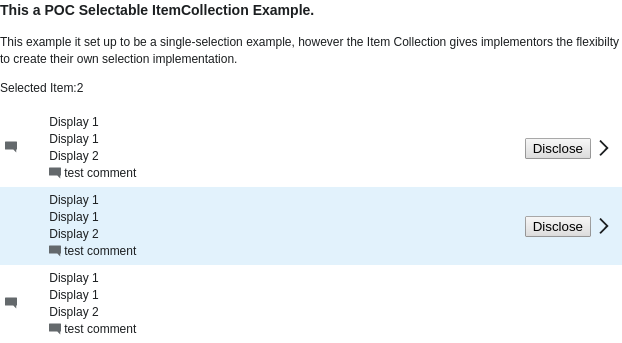 This a POC Selectable ItemCollection Example.
This example it set up to be a single-selection example, however the Item Collection gives implementors the flexibilty
to create their own selection implementation.
Selected Item:2
Display 1
Display 1
Display 2
test comment
Disclose
Display 1
Display 1
Display 2
test comment
Disclose
Display 1
Display 1
Display 2
test comment